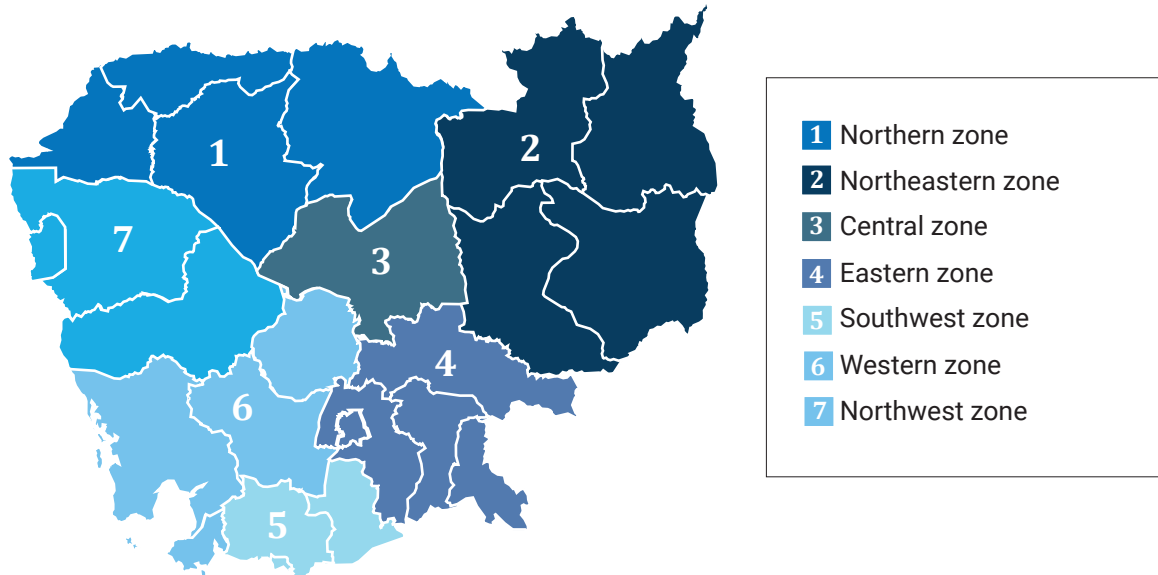 1
2
7
3
4
6
5
1 Northern zone
2 Northeastern zone
3 Central zone
4 Eastern zone
5 Southwest zone
6 Western zone
7 Northwest zone